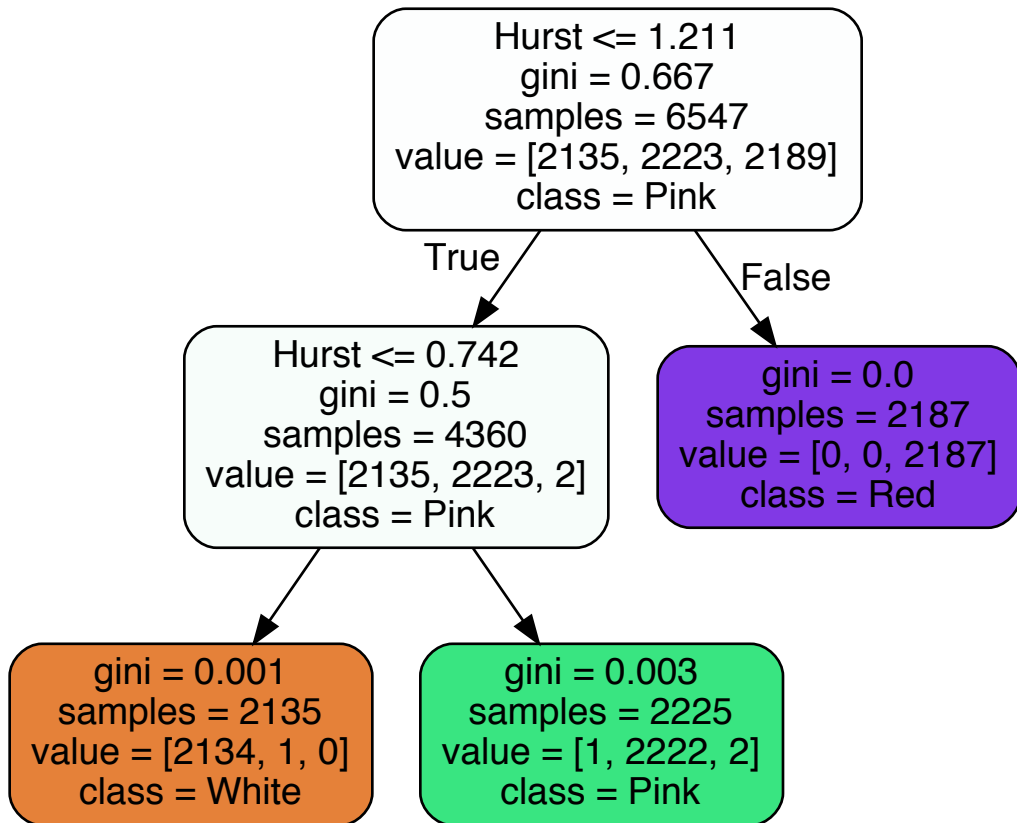 Hurst <= 1.211
gini = 0.667
samples = 6547
value = [2135, 2223, 2189]
class = Pink
True
False
Hurst <= 0.742
gini = 0.5
samples = 4360
value = [2135, 2223, 2]
class = Pink
gini = 0.0
samples = 2187
value = [0, 0, 2187]
class = Red
gini = 0.001
samples = 2135
value = [2134, 1, 0]
class = White
gini = 0.003
samples = 2225
value = [1, 2222, 2]
class = Pink